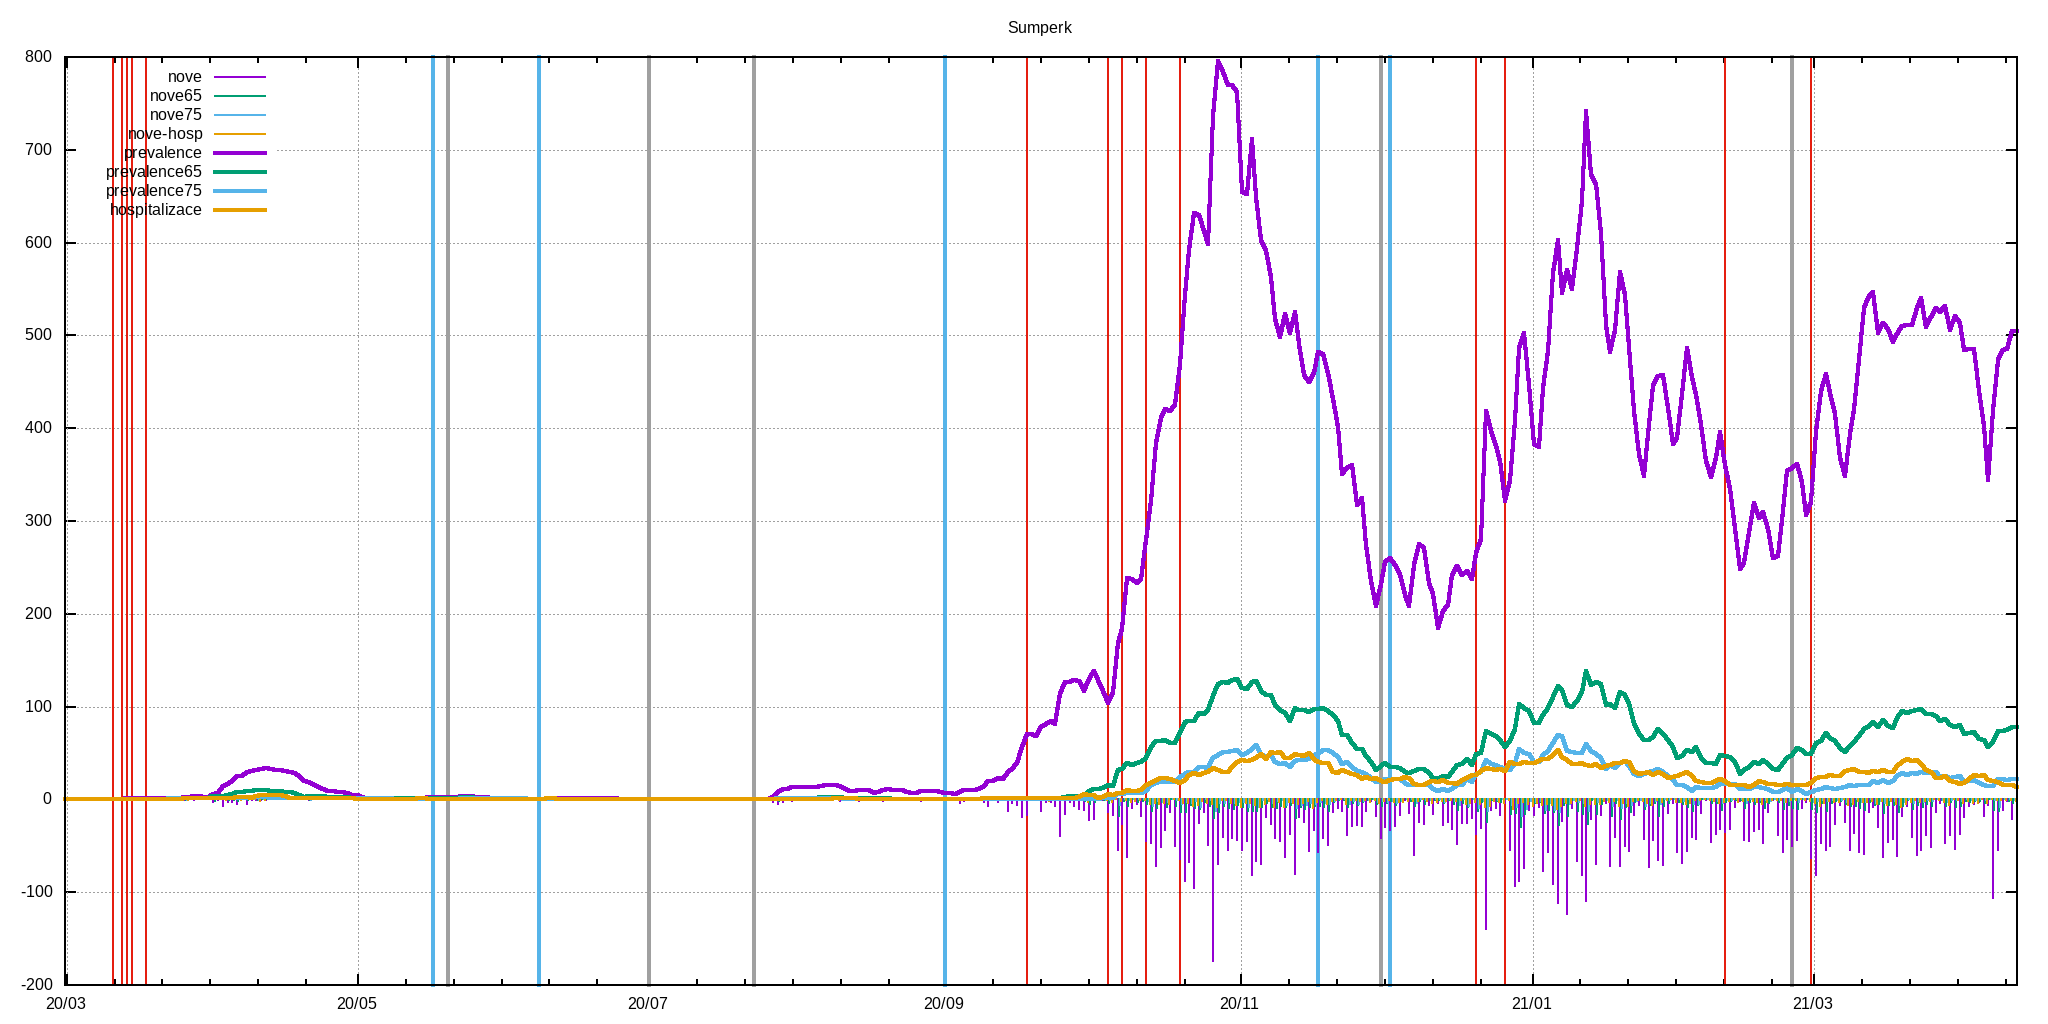 Sumperk
800
700
600
500
400
300
200
100
0
-100
-200
nove
nove65
nove75
nove-hosp
prevalence
prevalence65
prevalence75
hospitalizace
20/03 20/05 20/07 20/09 20/11 21/01 21/03